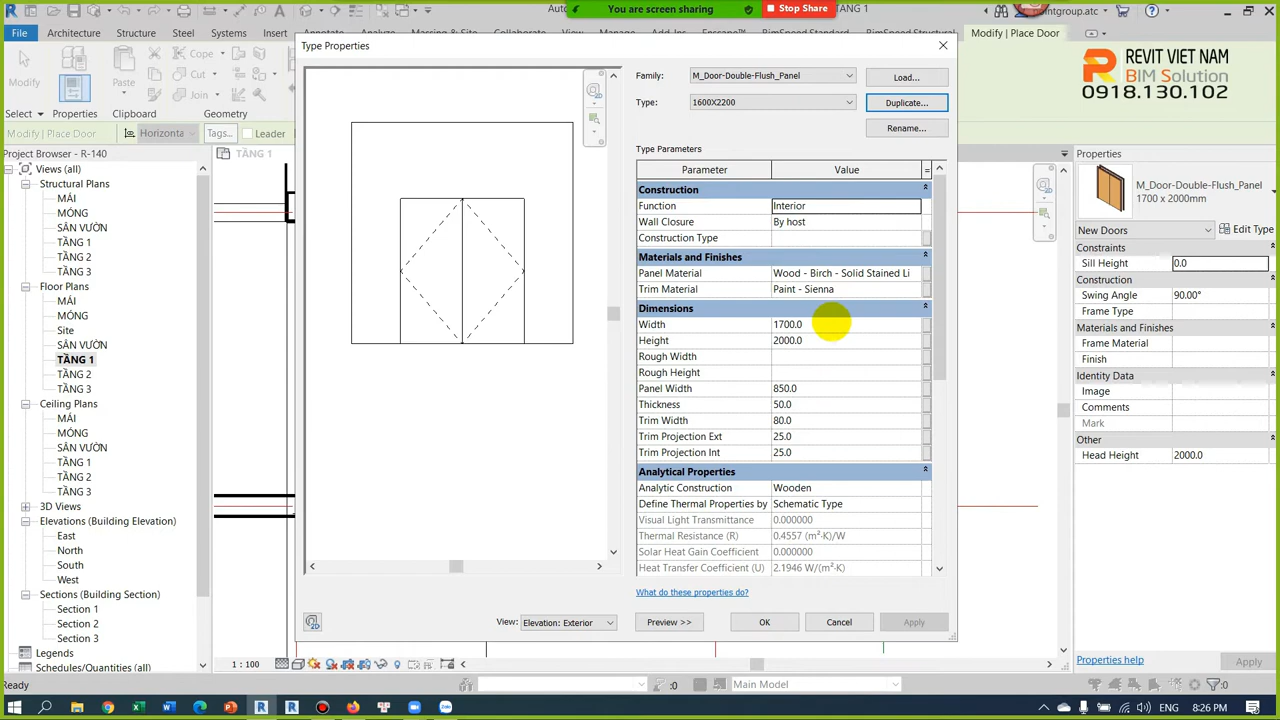 You are screen sharing
Stop Share
TẦNG 1
File
Architecture
Structure
Steel
Precast
Systems
Insert
Modify | Place Door
REVIT VIET NAM
BIM Solution
0918.130.102
Modify
Paste
Cope
Cut
Join
Select
Properties
Clipboard
Geometry
Modify | Place Door
Horizontal
Tags...
Leader
Project Browser - R-140
TẦNG 1
Views (all)
Structural Plans
MÁI
MÓNG
SÂN VƯỜN
TẦNG 1
TẦNG 2
TẦNG 3
Floor Plans
MÁI
MÓNG
Site
SÂN VƯỜN
TẦNG 1
TẦNG 2
TẦNG 3
Ceiling Plans
MÁI
MÓNG
SÂN VƯỜN
TẦNG 1
TẦNG 2
TẦNG 3
3D Views
Elevations (Building Elevation)
East
North
South
West
Sections (Building Section)
Section 1
Section 2
Section 3
Legends
Schedules/Quantities (all)
Type Properties
Family:
M_Door-Double-Flush_Panel
Load...
Type:
1600X2200
Duplicate...
Rename...
Type Parameters
Parameter
Value
=
Construction
Function
Interior
Wall Closure
By host
Construction Type
Materials and Finishes
Panel Material
Wood - Birch - Solid Stained Li
Trim Material
Paint - Sienna
Dimensions
Width
1700.0
Height
2000.0
Rough Width
Rough Height
Panel Width
850.0
Thickness
50.0
Trim Width
80.0
Trim Projection Ext
25.0
Trim Projection Int
25.0
Analytical Properties
Analytic Construction
Wooden
Define Thermal Properties by
Schematic Type
Visual Light Transmittance
0.000000
Thermal Resistance (R)
0.4557 (m²·K)/W
Solar Heat Gain Coefficient
0.000000
Heat Transfer Coefficient (U)
2.1946 W/(m²·K)
What do these properties do?
View:
Elevation: Exterior
Preview >>
OK
Cancel
Apply
Properties
M_Door-Double-Flush_Panel
1700 x 2000mm
New Doors
Edit Type
Constraints
Sill Height
0.0
Construction
Swing Angle
90.00°
Frame Type
Materials and Finishes
Frame Material
Finish
Identity Data
Image
Comments
Mark
Other
Head Height
2000.0
Properties help
Apply
1 : 100
Ready
:0
Main Model
:0
8:26 PM